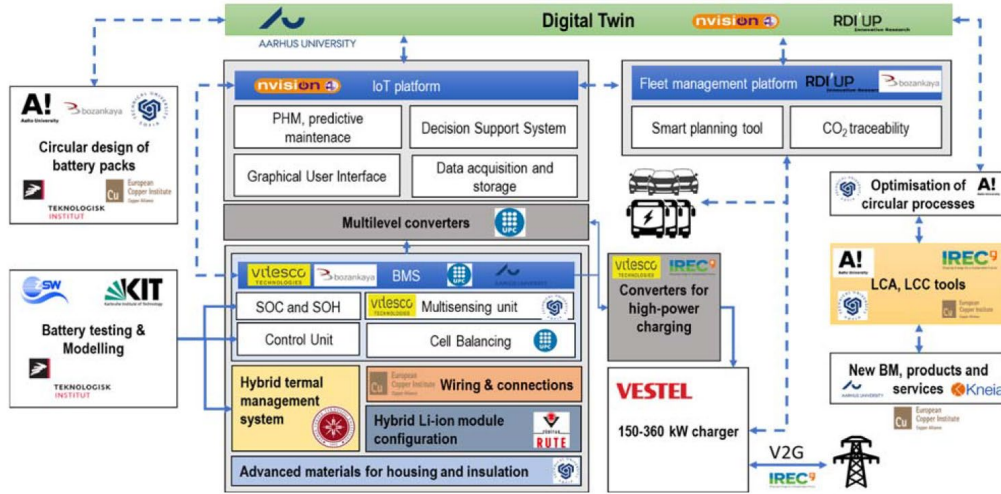 Digital Twin
AARHUS UNIVERSITY
nvision
RDI'UP
Innovative Research
nvision
IoT platform
PHM, predictive
maintenace
Decision Support System
Graphical User Interface
Data acquisition and
storage
Fleet management platform
RDI'UP
bozankaya
Smart planning tool
CO2 traceability
A!
Aalto University
bozankaya
Circular design of
battery packs
TEKNOLOGISK
INSTITUT
Cu
European
Copper Institute
Copper Alliance
Multilevel converters
UPC
vitesco
TECHNOLOGIES
bozankaya
BMS
UPC
SOC and SOH
vitesco
TECHNOLOGIES
Multisensing unit
Control Unit
Cell Balancing
UPC
ZSW
KIT
Karlsruhe Institute of Technology
Battery testing &
Modelling
TEKNOLOGISK
INSTITUT
Hybrid termal
management
system
Cu
European
Copper Institute
Wiring & connections
Hybrid Li-ion module
configuration
RUTE
Advanced materials for housing and insulation
vitesco
TECHNOLOGIES
IREC
Converters for
high-power
charging
VESTEL
150-360 kW charger
V2G
IREC
Optimisation of
circular processes
A!
A!
Aalto University
IREC
LCA, LCC tools
Cu
European
Copper Institute
New BM, products and
services
AARHUS UNIVERSITY
Kneia
Cu
European
Copper Institute
Copper Alliance